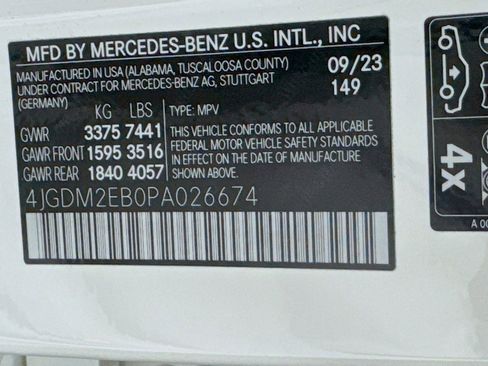 MFD BY MERCEDES-BENZ U.S. INTL., INC
MANUFACTURED IN USA (ALABAMA, TUSCALOOSA COUNTY)
UNDER CONTRACT FOR MERCEDES-BENZ AG, STUTTGART
(GERMANY)
09/23
149
KG LBS
GVWR 3375 7441
GAWR FRONT 1595 3516
GAWR REAR 1840 4057
TYPE: MPV
THIS VEHICLE CONFORMS TO ALL APPLICABLE
FEDERAL MOTOR VEHICLE SAFETY STANDARDS
IN EFFECT ON THE DATE OF MANUFACTURE
SHOWN ABOVE.
4JGDM2EB0PA026674
4x
A 00